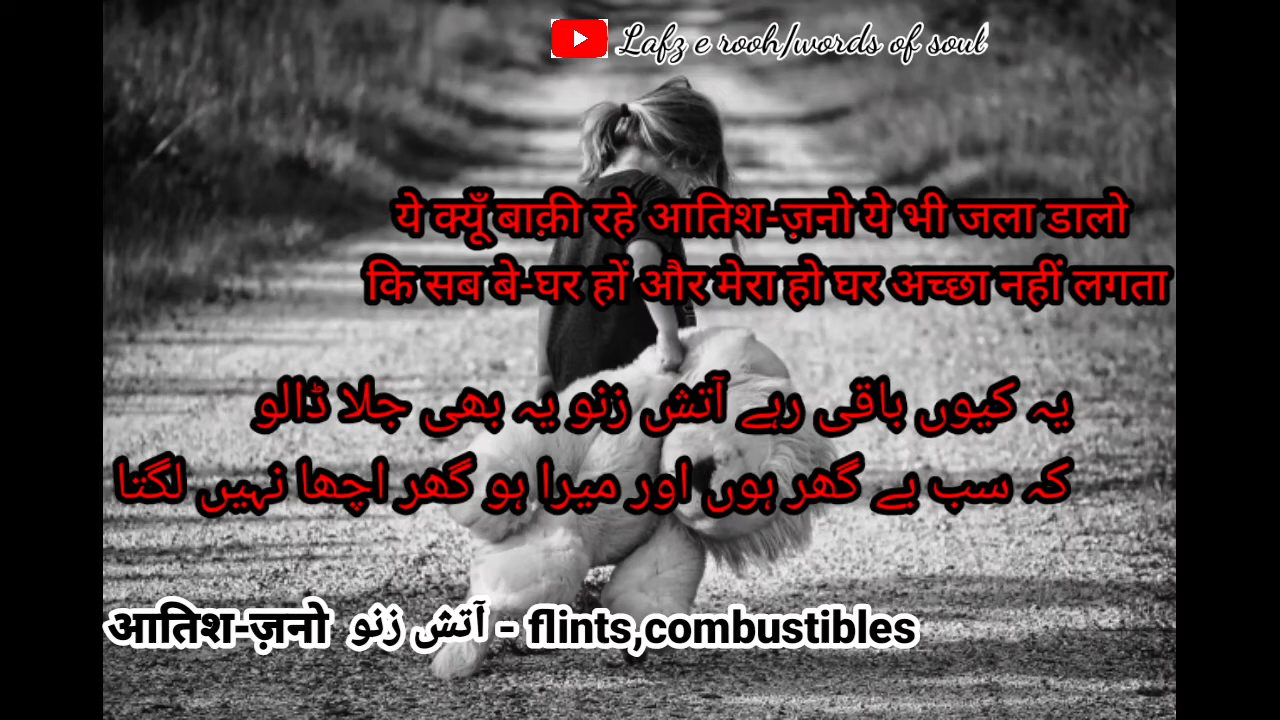 Lafz e rooh/words of soul
ये क्यूँ बाक़ी रहे आतिश-ज़नो ये भी जला डालो
कि सब बे-घर हों और मेरा हो घर अच्छा नहीं लगता
یہ کیوں باقی رہے آتش زنو یہ بھی جلا ڈالو
کہ سب بے گھر ہوں اور میرا ہو گھر اچھا نہیں لگتا
आतिश-ज़नो آتش زنو - flints,combustibles